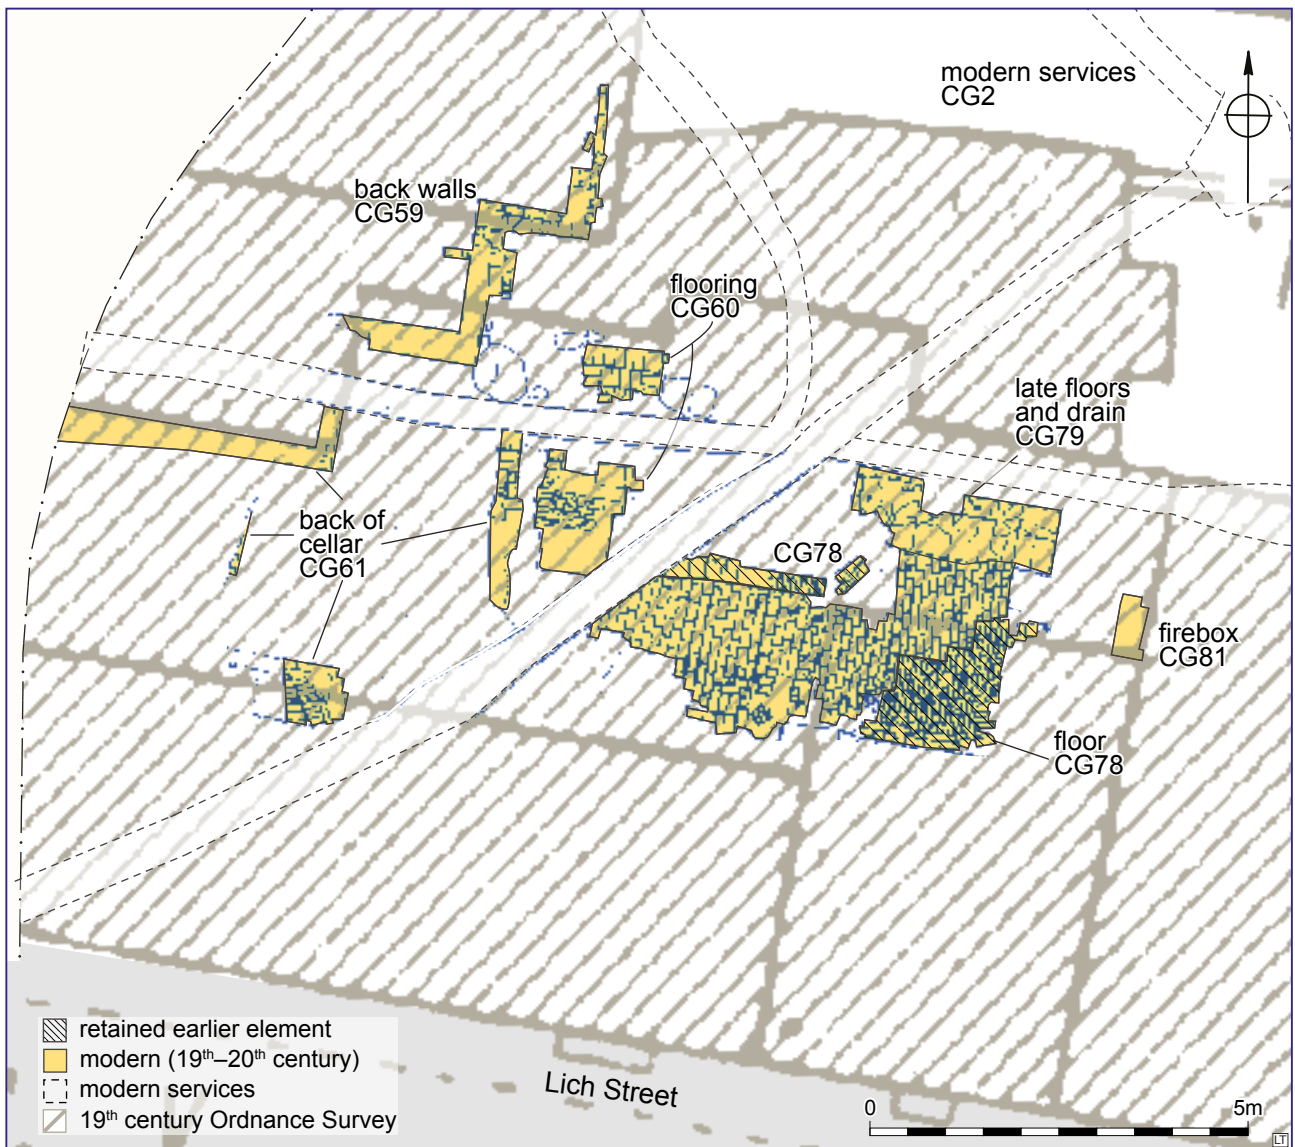 modern services
CG2
back walls
CG59
flooring
CG60
late floors
and drain
CG79
back of
cellar
CG61
CG78
firebox
CG81
floor
CG78
retained earlier element
modern (19th–20th century)
modern services
19th century Ordnance Survey
Lich Street
0 5m
LT